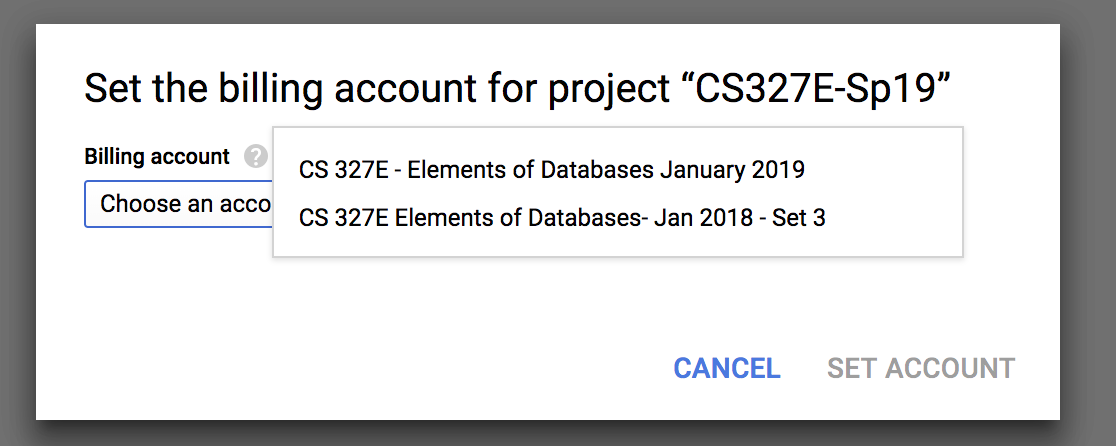 Set the billing account for project “CS327E-Sp19”
Billing account ?
Choose an acco
CS 327E - Elements of Databases January 2019
CS 327E Elements of Databases- Jan 2018 - Set 3
CANCEL SET ACCOUNT